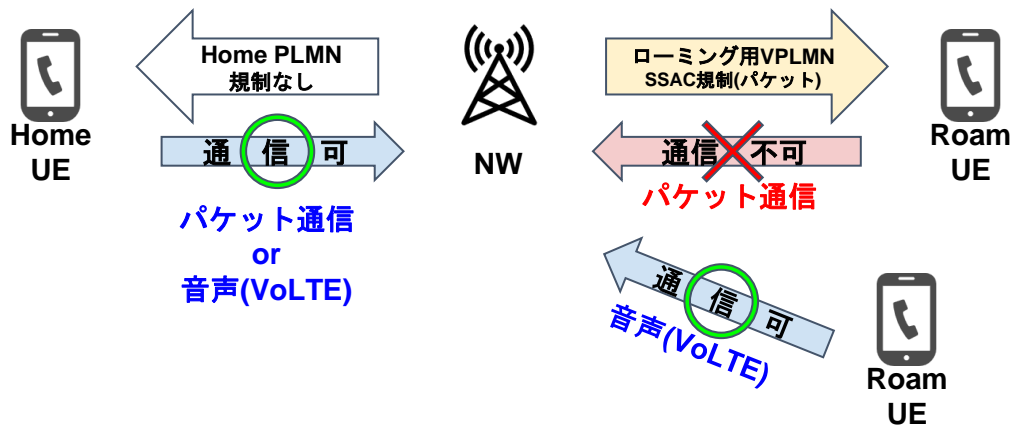 Home PLMN
規制なし
Home
UE
通信可
パケット通信
or
音声(VoLTE)
NW
ローミング用VPLMN
SSAC規制(パケット)
Roam
UE
通信 不可
パケット通信
通信可
音声(VoLTE)
Roam
UE